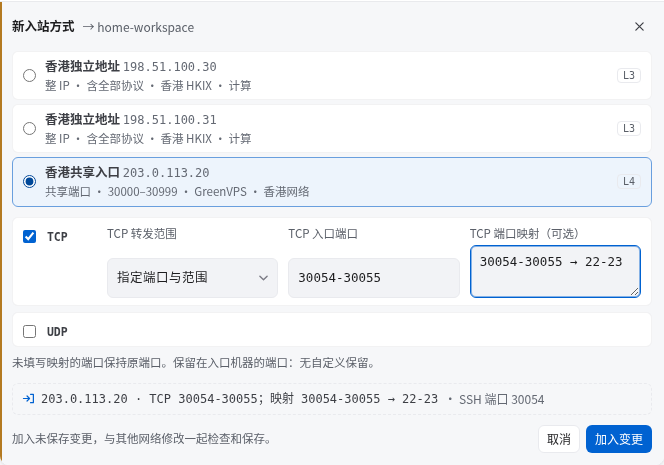 新入站方式 → home-workspace
香港独立地址 198.51.100.30
整 IP • 含全部协议 • 香港 HKIX • 计算
L3
香港独立地址 198.51.100.31
整 IP • 含全部协议 • 香港 HKIX • 计算
L3
香港共享入口 203.0.113.20
共享端口 • 30000–30999 • GreenVPS • 香港网络
L4
TCP
TCP 转发范围
指定端口与范围
TCP 入口端口
30054-30055
TCP 端口映射（可选）
30054-30055 → 22-23
UDP
未填写映射的端口保持原端口。保留在入口机器的端口：无自定义保留。
203.0.113.20 · TCP 30054-30055; 映射 30054-30055 → 22-23 • SSH 端口 30054
加入未保存变更，与其他网络修改一起检查和保存。
取消
加入变更